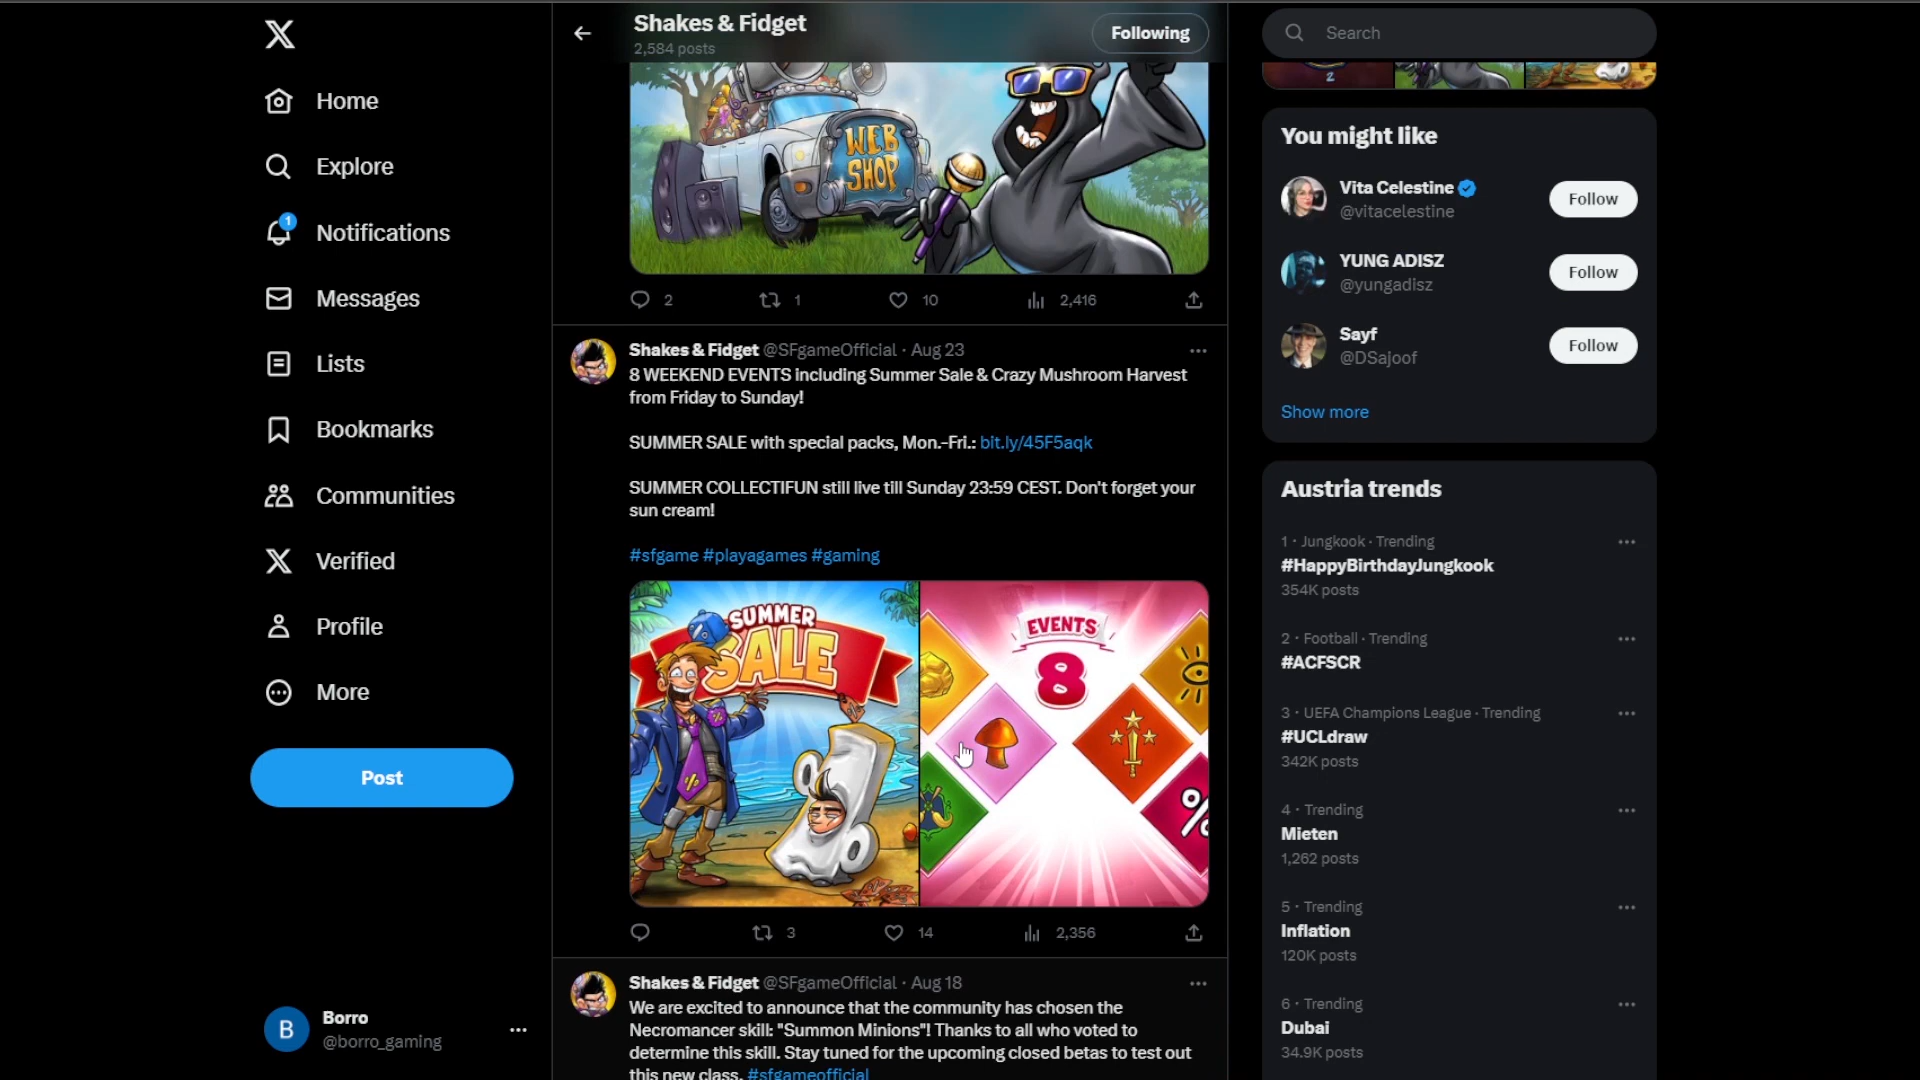 Home
Explore
1
Notifications
Messages
Lists
Bookmarks
Communities
Verified
Profile
More
Post
B
Borro
@borro_gaming
Shakes & Fidget
2,584 posts
Following
WEB
SHOP
2
1
10
2,416
Shakes & Fidget @SFgameOfficial · Aug 23
8 WEEKEND EVENTS including Summer Sale & Crazy Mushroom Harvest
from Friday to Sunday!
SUMMER SALE with special packs, Mon.-Fri.: bit.ly/45F5aqk
SUMMER COLLECTIFUN still live till Sunday 23:59 CEST. Don't forget your
sun cream!
#sfgame #playagames #gaming
SUMMER
SALE
EVENTS
8
%
3
14
2,356
Shakes & Fidget @SFgameOfficial · Aug 18
We are excited to announce that the community has chosen the
Necromancer skill: "Summon Minions"! Thanks to all who voted to
determine this skill. Stay tuned for the upcoming closed betas to test out
this new class. #sfgameofficial
Search
2
You might like
Vita Celestine
@vitacelestine
Follow
YUNG ADISZ
@yungadisz
Follow
Sayf
@DSajoof
Follow
Show more
Austria trends
1 · Jungkook · Trending
#HappyBirthdayJungkook
354K posts
2 · Football · Trending
#ACFSCR
3 · UEFA Champions League · Trending
#UCLdraw
342K posts
4 · Trending
Mieten
1,262 posts
5 · Trending
Inflation
120K posts
6 · Trending
Dubai
34.9K posts